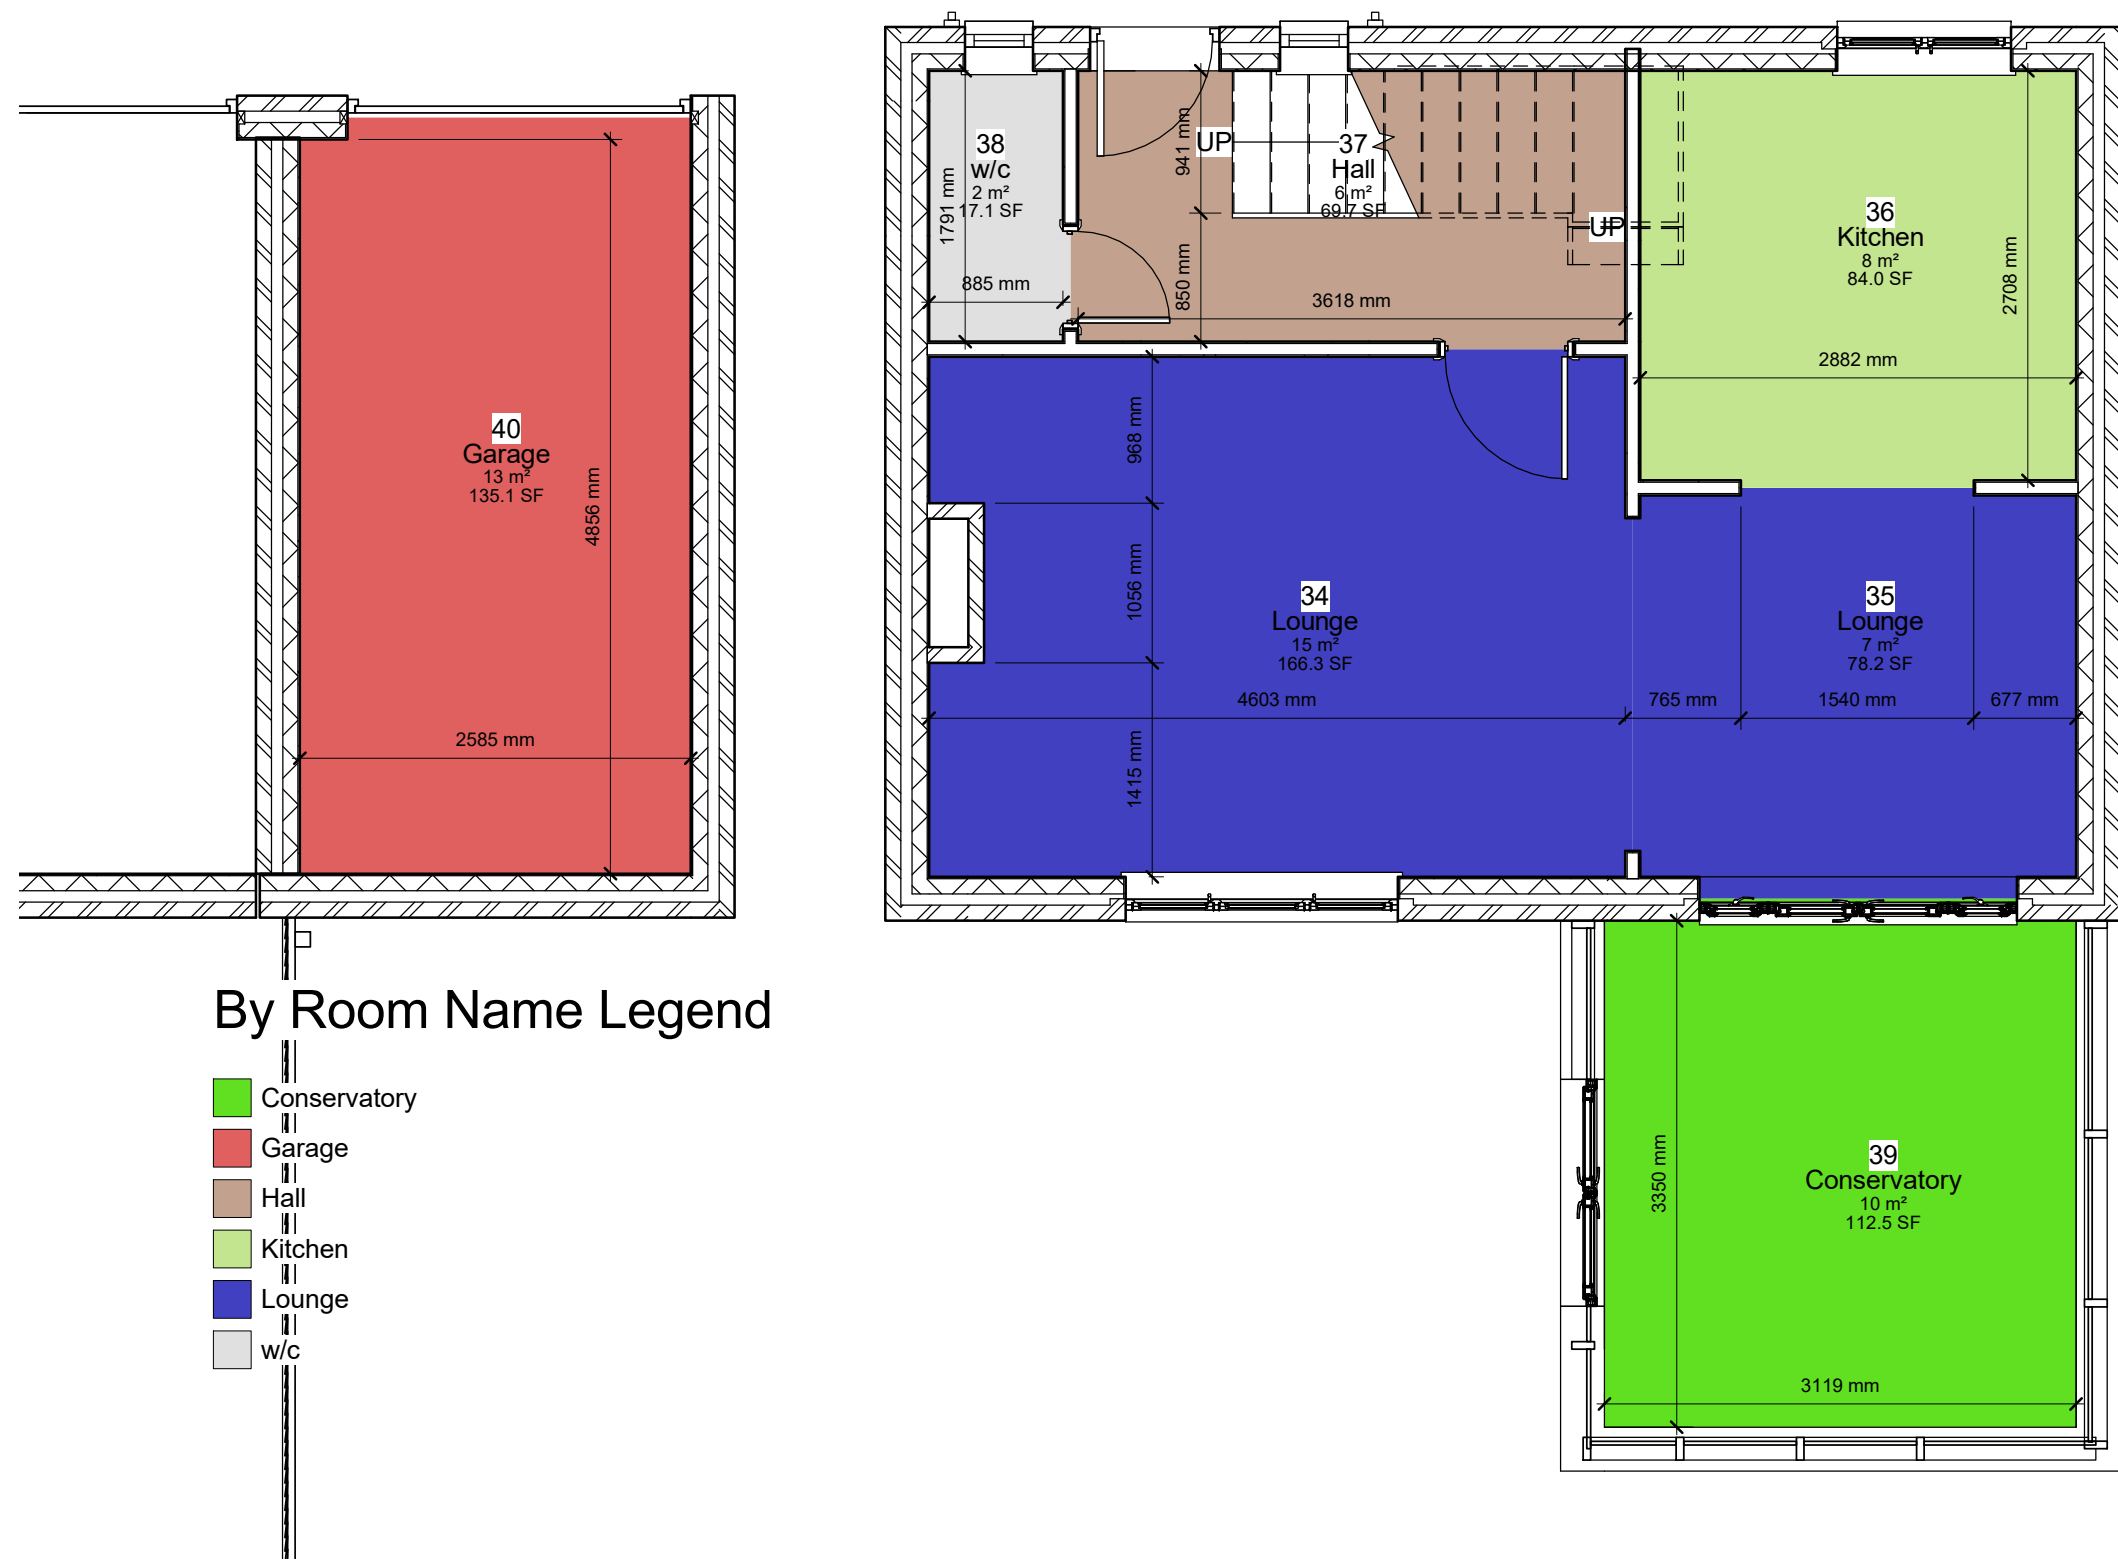 38
w/c
2 m²
17.1 SF
1791 mm
885 mm
941 mm
UP
37
Hall
6 m²
69.7 SF
850 mm
3618 mm
UP
36
Kitchen
8 m²
84.0 SF
2708 mm
2882 mm
40
Garage
13 m²
135.1 SF
4856 mm
2585 mm
968 mm
1056 mm
1415 mm
34
Lounge
15 m²
166.3 SF
4603 mm
35
Lounge
7 m²
78.2 SF
765 mm
1540 mm
677 mm
By Room Name Legend
Conservatory
Garage
Hall
Kitchen
Lounge
w/c
39
Conservatory
10 m²
112.5 SF
3350 mm
3119 mm